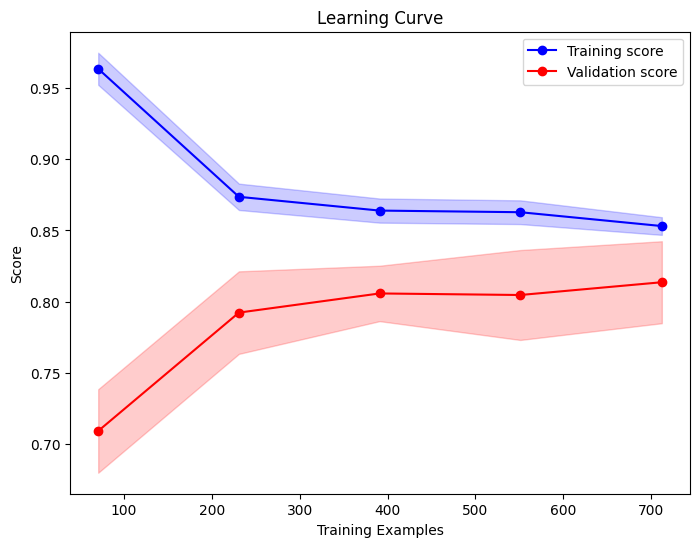 Learning Curve
Training score
Validation score
0.95
0.90
0.85
0.80
0.75
0.70
Score
100
200
300
400
500
600
700
Training Examples